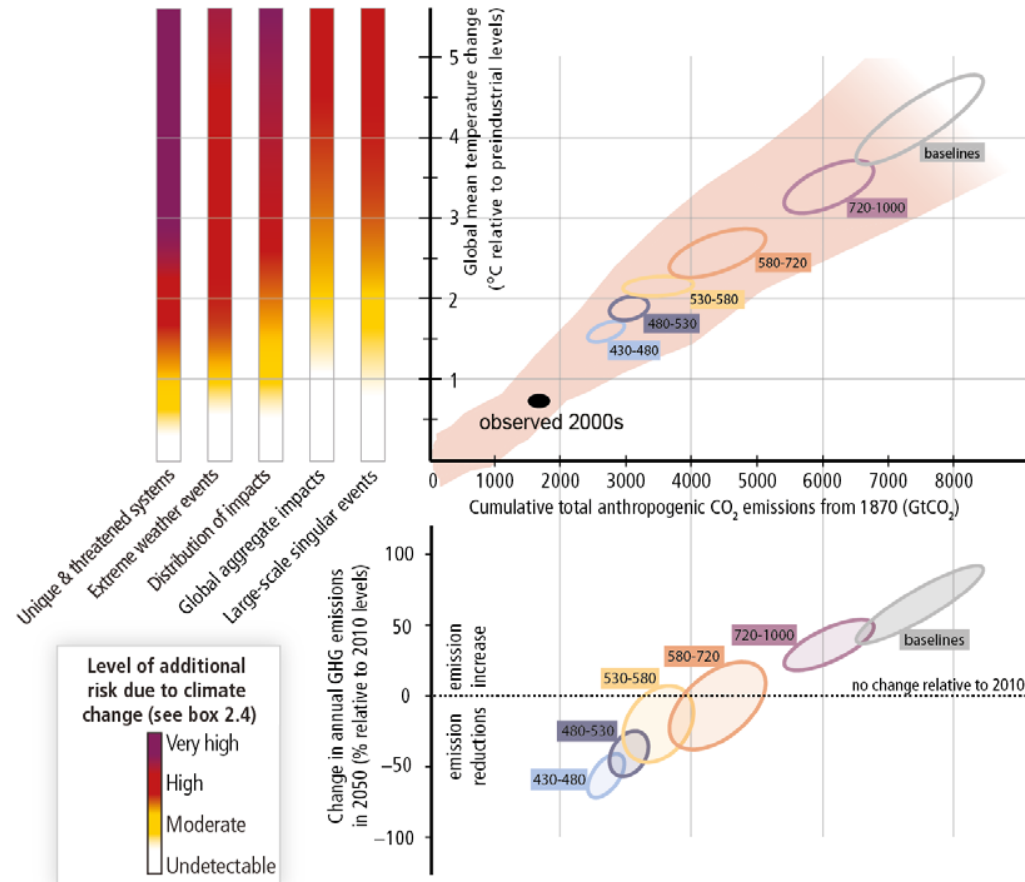 5
4
3
2
1
Global mean temperature change
(°C relative to preindustrial levels)
baselines
720-1000
580-720
530-580
480-530
430-480
observed 2000s
0 1000 2000 3000 4000 5000 6000 7000 8000
Cumulative total anthropogenic CO₂ emissions from 1870 (GtCO₂)
Unique & threatened systems
Extreme weather events
Distribution of impacts
Global aggregate impacts
Large-scale singular events
Level of additional
risk due to climate
change (see box 2.4)
Very high
High
Moderate
Undetectable
Change in annual GHG emissions
in 2050 (% relative to 2010 levels)
100
50
0
−50
−100
emission
increase
emission
reductions
baselines
720-1000
580-720
530-580
no change relative to 2010
480-530
430-480